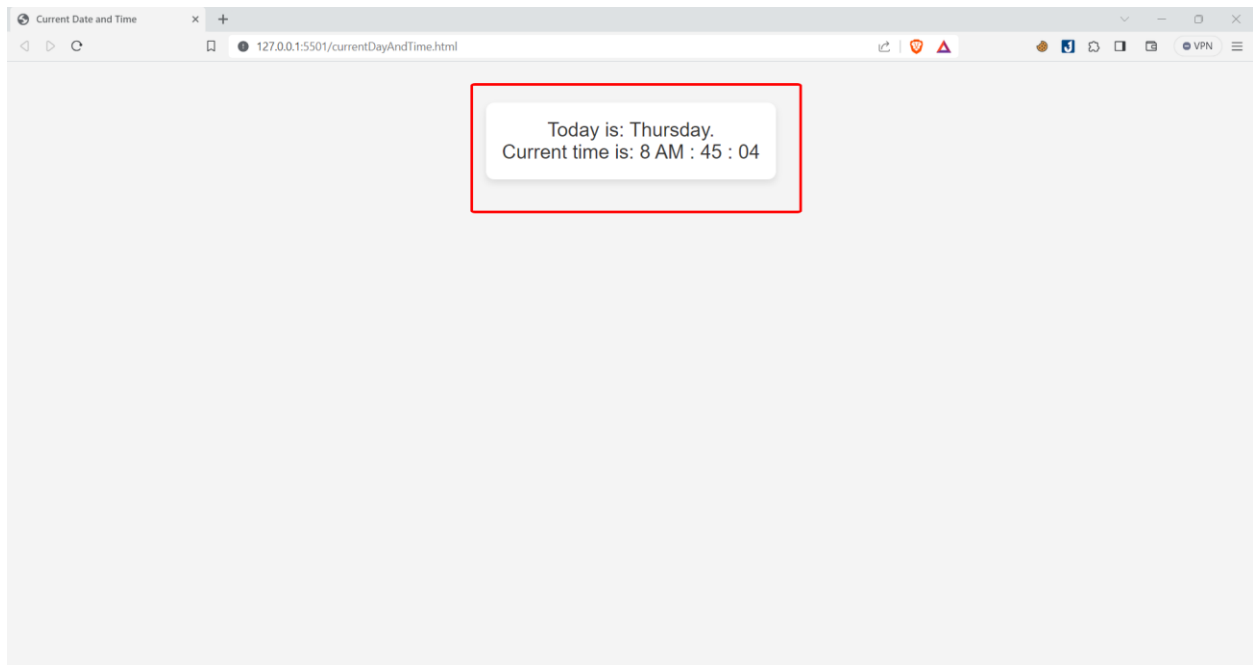 Current Date and Time
127.0.0.1:5501/currentDayAndTime.html
VPN
Today is: Thursday.
Current time is: 8 AM : 45 : 04